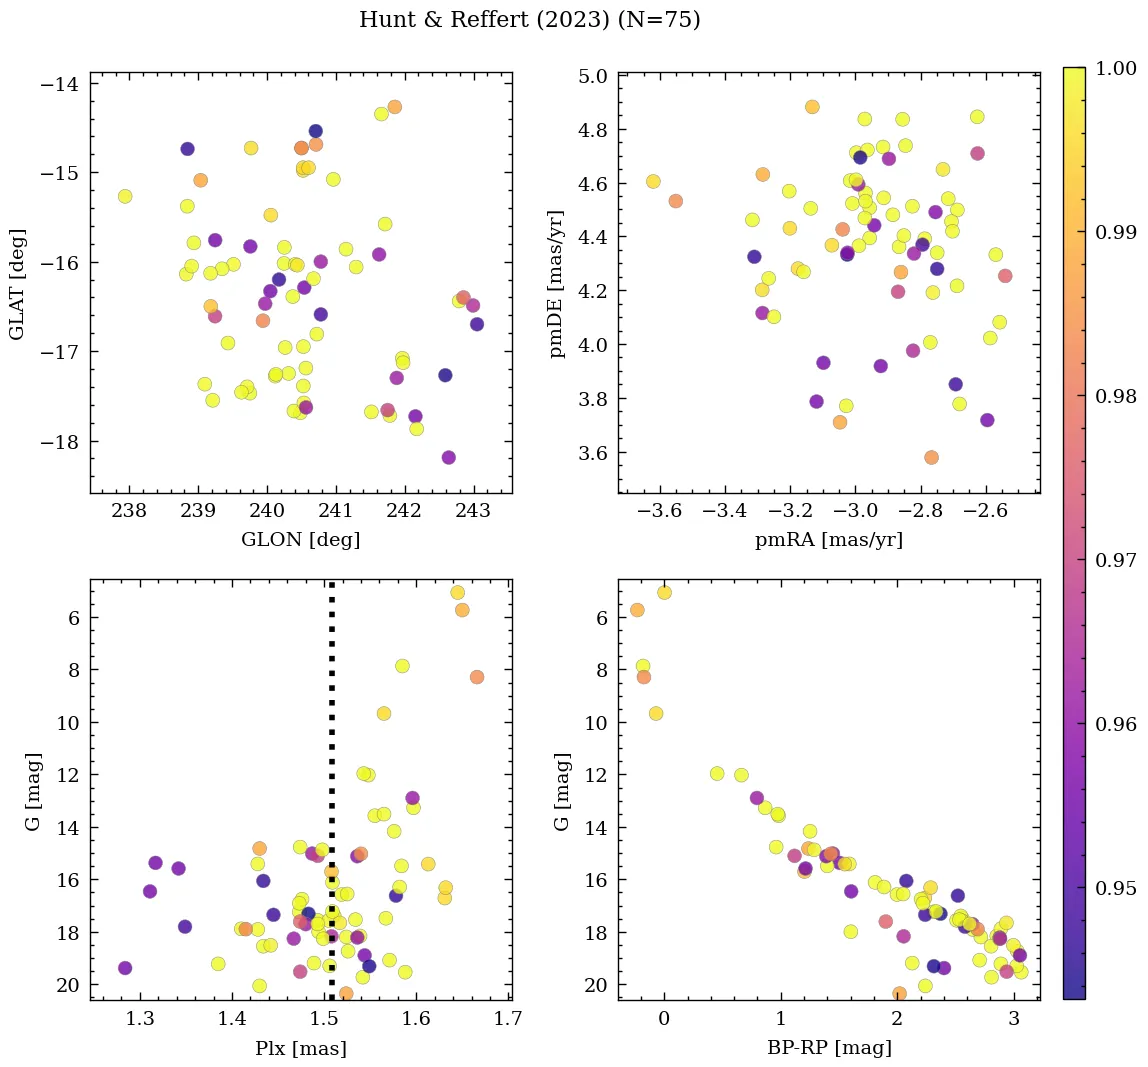 Hunt & Reffert (2023) (N=75)
−14
−15
−16
−17
−18
GLAT [deg]
238 239 240 241 242 243
GLON [deg]
5.0
4.8
4.6
4.4
4.2
4.0
3.8
3.6
pmDE [mas/yr]
−3.6 −3.4 −3.2 −3.0 −2.8 −2.6
pmRA [mas/yr]
1.00
0.99
0.98
0.97
0.96
0.95
6
8
10
12
14
16
18
20
G [mag]
1.3 1.4 1.5 1.6 1.7
Plx [mas]
6
8
10
12
14
16
18
20
G [mag]
0 1 2 3
BP-RP [mag]